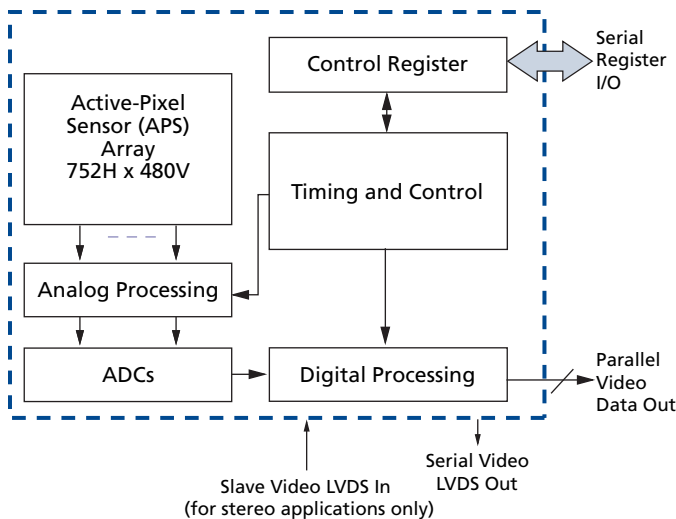 Control Register
Serial
Register
I/O
Active-Pixel
Sensor (APS)
Array
752H x 480V
Timing and Control
Analog Processing
ADCs
Digital Processing
Parallel
Video
Data Out
Slave Video LVDS In
(for stereo applications only)
Serial Video
LVDS Out